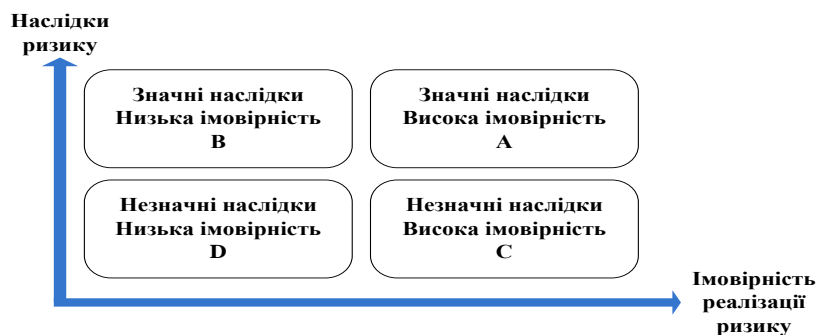 Наслідки
ризику
Значні наслідки
Низька імовірність
B
Значні наслідки
Висока імовірність
A
Незначні наслідки
Низька імовірність
D
Незначні наслідки
Висока імовірність
C
Імовірність
реалізації
ризику